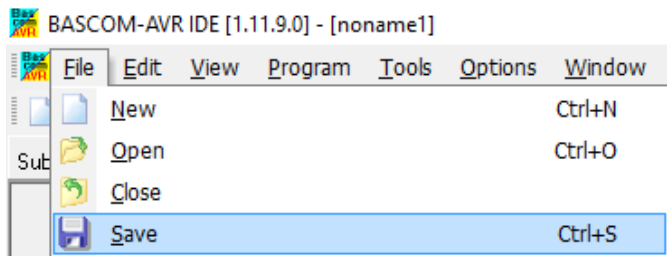 BASCOM-AVR IDE [1.11.9.0] - [noname1]
File Edit View Program Tools Options Window
New Ctrl+N
Open Ctrl+O
Sub
Close
Save Ctrl+S